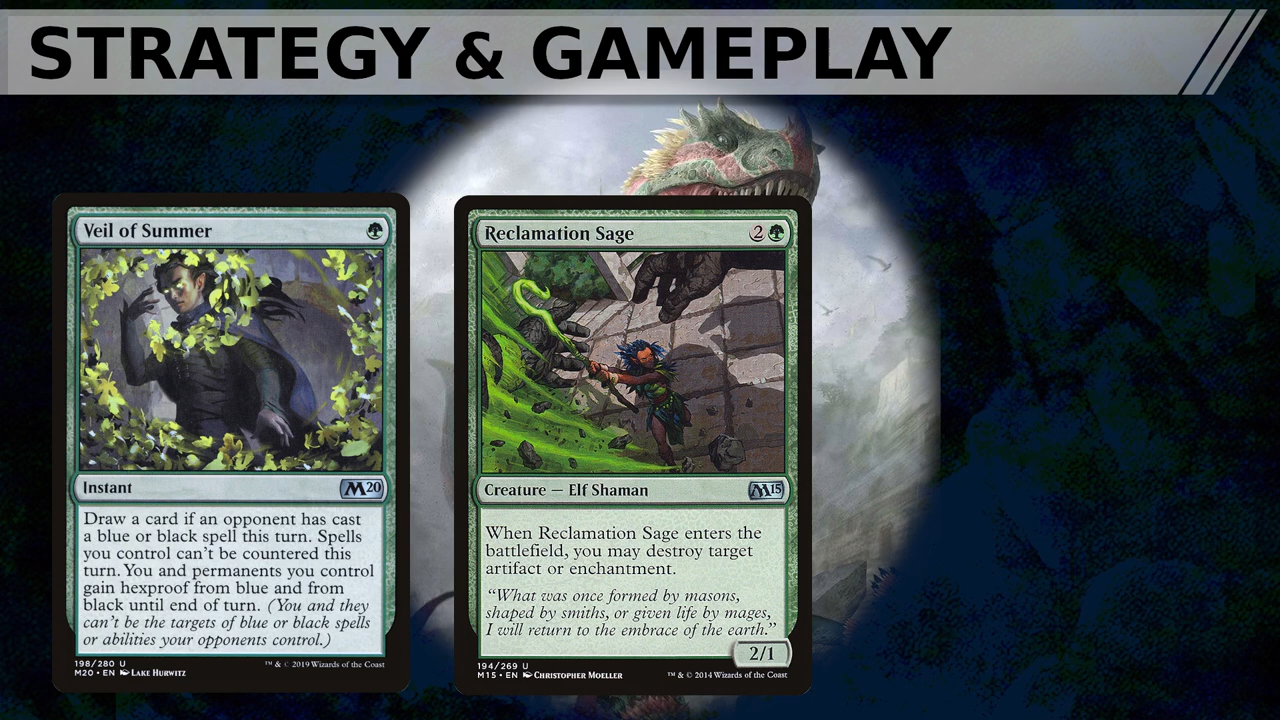 STRATEGY & GAMEPLAY
Veil of Summer
Instant
M20
Draw a card if an opponent has cast
a blue or black spell this turn. Spells
you control can't be countered this
turn. You and permanents you control
gain hexproof from blue and from
black until end of turn. (You and they
can't be the targets of blue or black spells
or abilities your opponents control.)
198/280 U
M20 • EN Lake Hurwitz
™ & © 2019 Wizards of the Coast
Reclamation Sage
2
Creature — Elf Shaman
M15
When Reclamation Sage enters the
battlefield, you may destroy target
artifact or enchantment.
“What was once formed by masons,
shaped by smiths, or given life by mages,
I will return to the embrace of the earth.”
2/1
194/269 U
M15 • EN Christopher Moeller
™ & © 2014 Wizards of the Coast